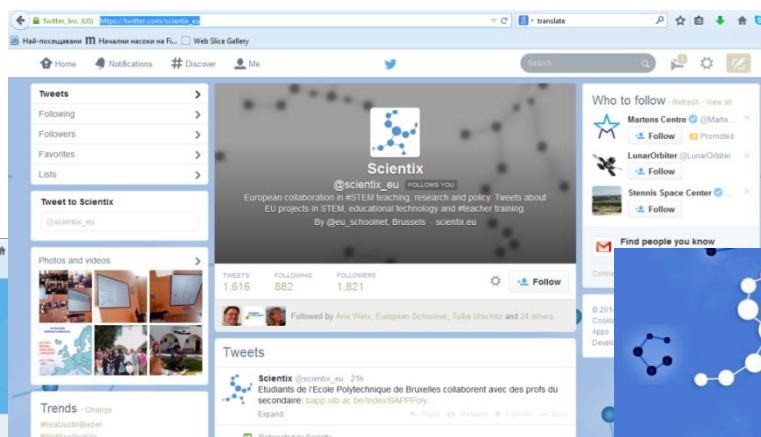 Twitter, Inc. (US)
https://twitter.com/scientix_eu
translate
Най-посещавани
Начални насоки на Fi...
Web Slice Gallery
Home
Notifications
# Discover
Me
Search
Tweets
Following
Followers
Favorites
Lists
Tweet to Scientix
@scientix_eu
Photos and videos
Trends · Change
#heatJustinBieber
Scientix
@scientix_eu FOLLOWS YOU
European collaboration in #STEM teaching, research and policy. Tweets about
EU projects in STEM, educational technology and #teacher training.
By @eu_schoolnet, Brussels · scientix.eu
TWEETS FOLLOWING FOLLOWERS
1,616 882 1,821
Follow
Followed by Arie Wels, European Schoolnet, Tullia Urschitz and 24 others.
Tweets
Scientix @scientix_eu · 21h
Etudiants de l'Ecole Polytechnique de Bruxelles collaborent avec des profs du
secondaire: bapp.ulb.ac.be/index/BAPPPoly...
Expand
Reply Retweet Favorite More
Who to follow · Refresh · View all
Martens Centre @Marte...
Follow Promoted
LunarOrbiter @LunarOrbiter
Follow
Stennis Space Center
Follow
Find people you know
© 2014
Apps